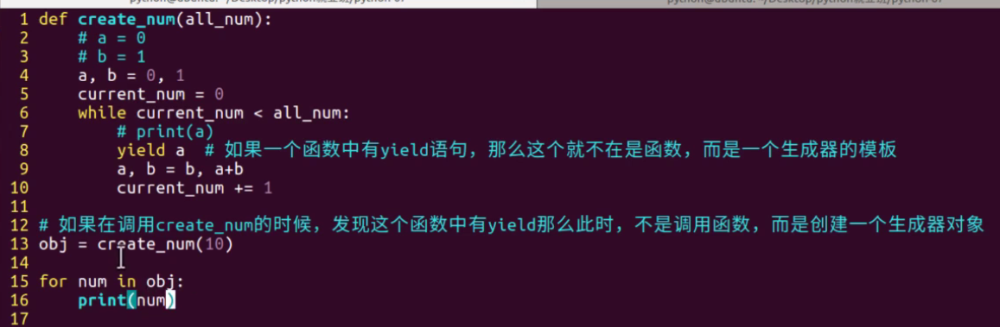 1 def create_num(all_num):
2     # a = 0
3     # b = 1
4     a, b = 0, 1
5     current_num = 0
6     while current_num < all_num:
7         # print(a)
8         yield a  # 如果一个函数中有yield语句，那么这个就不在是函数，而是一个生成器的模板
9         a, b = b, a+b
10         current_num += 1
11
12 # 如果在调用create_num的时候，发现这个函数中有yield那么此时，不是调用函数，而是创建一个生成器对象
13 obj = create_num(10)
14
15 for num in obj:
16     print(num)
17